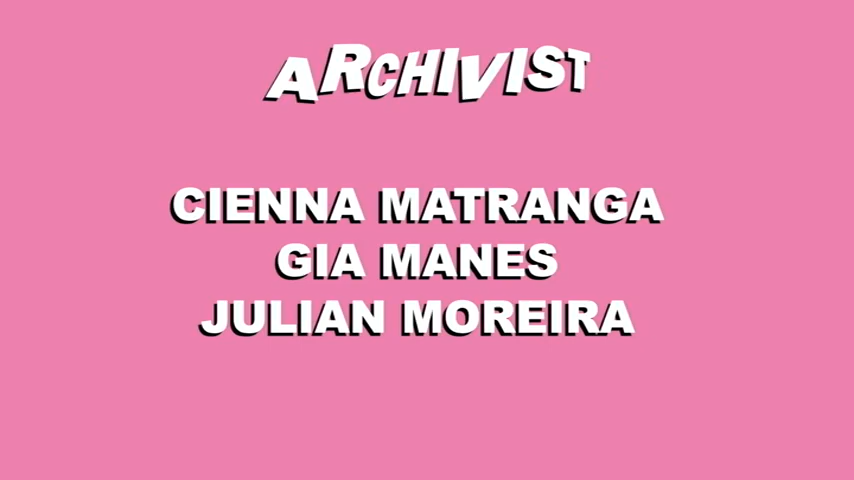 ARCHIVIST
CIENNA MATRANGA
GIA MANES
JULIAN MOREIRA